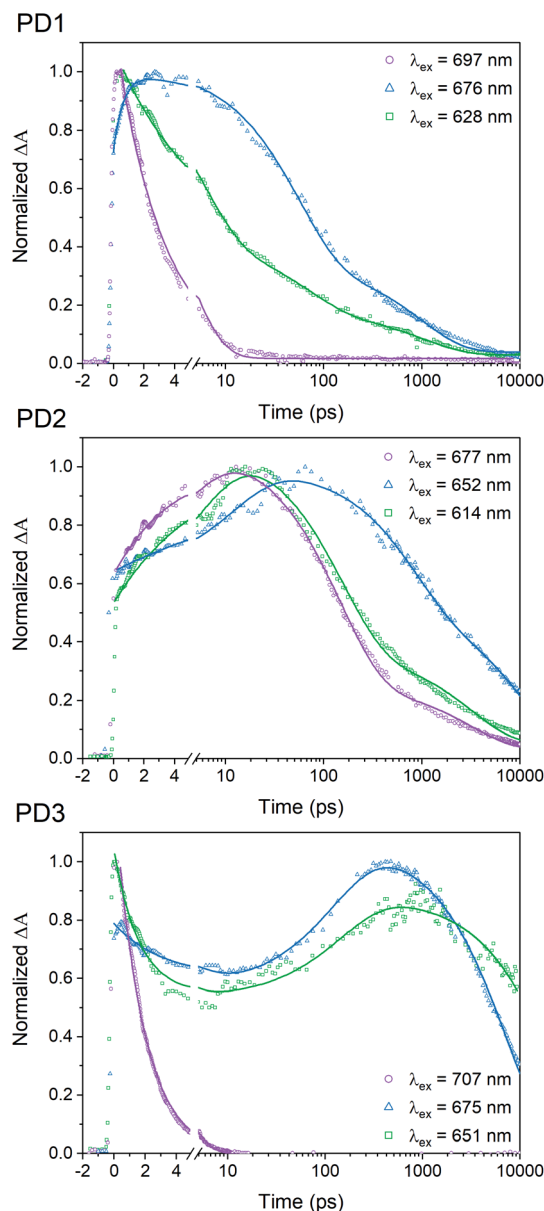 PD1
λex = 697 nm
λex = 676 nm
λex = 628 nm
Normalized ΔA
1.0
0.8
0.6
0.4
0.2
0.0
-2 0 2 4 10 100 1000 10000
Time (ps)
PD2
λex = 677 nm
λex = 652 nm
λex = 614 nm
Normalized ΔA
1.0
0.8
0.6
0.4
0.2
0.0
-2 0 2 4 10 100 1000 10000
Time (ps)
PD3
Normalized ΔA
1.0
0.8
0.6
0.4
0.2
0.0
λex = 707 nm
λex = 675 nm
λex = 651 nm
-2 0 2 4 10 100 1000 10000
Time (ps)